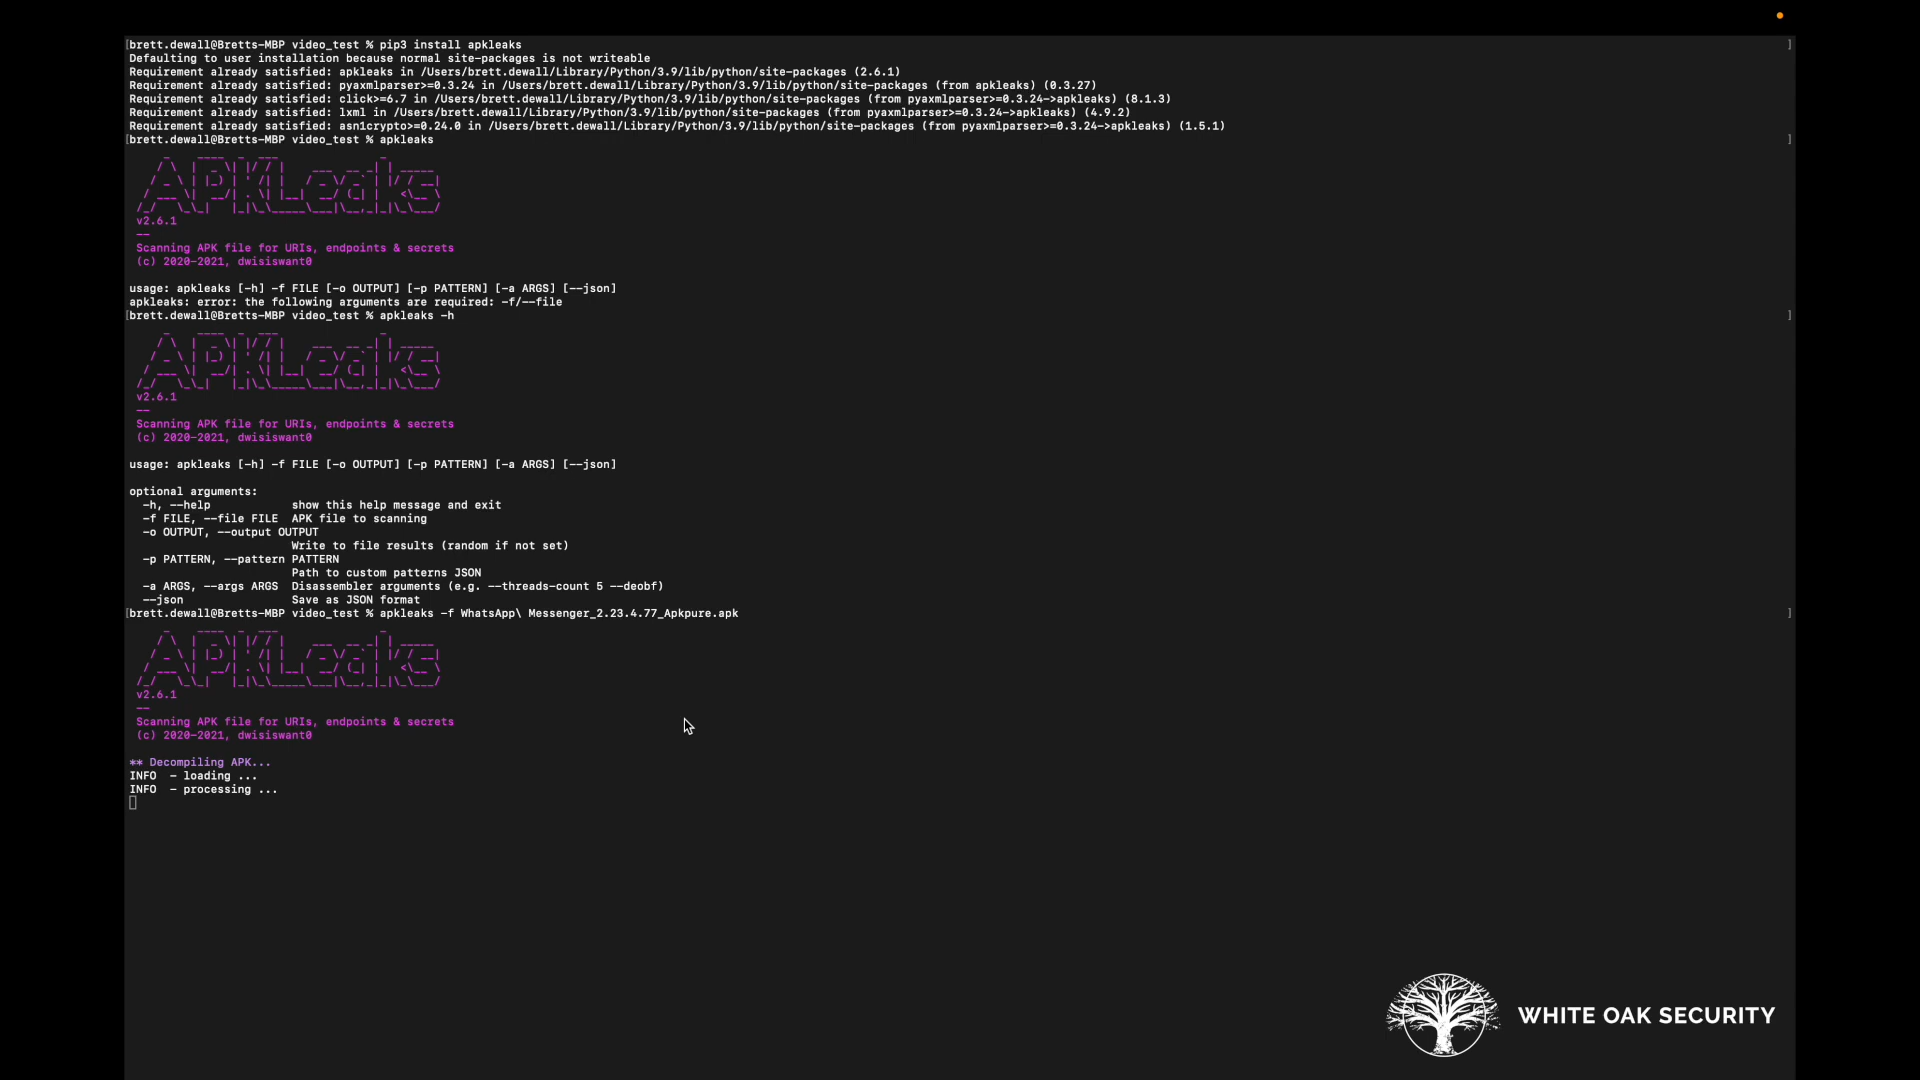 [brett.dewall@Bretts-MBP video_test % pip3 install apkleaks ]
Defaulting to user installation because normal site-packages is not writeable
Requirement already satisfied: apkleaks in /Users/brett.dewall/Library/Python/3.9/lib/python/site-packages (2.6.1)
Requirement already satisfied: pyaxmlparser>=0.3.24 in /Users/brett.dewall/Library/Python/3.9/lib/python/site-packages (from apkleaks) (0.3.27)
Requirement already satisfied: click>=6.7 in /Users/brett.dewall/Library/Python/3.9/lib/python/site-packages (from pyaxmlparser>=0.3.24->apkleaks) (8.1.3)
Requirement already satisfied: lxml in /Users/brett.dewall/Library/Python/3.9/lib/python/site-packages (from pyaxmlparser>=0.3.24->apkleaks) (4.9.2)
Requirement already satisfied: asn1crypto>=0.24.0 in /Users/brett.dewall/Library/Python/3.9/lib/python/site-packages (from pyaxmlparser>=0.3.24->apkleaks) (1.5.1)
[brett.dewall@Bretts-MBP video_test % apkleaks ]
APKLeaks
v2.6.1
--
Scanning APK file for URIs, endpoints & secrets
(c) 2020-2021, dwisiswant0
usage: apkleaks [-h] -f FILE [-o OUTPUT] [-p PATTERN] [-a ARGS] [--json]
apkleaks: error: the following arguments are required: -f/--file
[brett.dewall@Bretts-MBP video_test % apkleaks -h ]
APKLeaks
v2.6.1
--
Scanning APK file for URIs, endpoints & secrets
(c) 2020-2021, dwisiswant0
usage: apkleaks [-h] -f FILE [-o OUTPUT] [-p PATTERN] [-a ARGS] [--json]
optional arguments:
-h, --help show this help message and exit
-f FILE, --file FILE APK file to scanning
-o OUTPUT, --output OUTPUT
Write to file results (random if not set)
-p PATTERN, --pattern PATTERN
Path to custom patterns JSON
-a ARGS, --args ARGS Disassembler arguments (e.g. --threads-count 5 --deobf)
--json Save as JSON format
[brett.dewall@Bretts-MBP video_test % apkleaks -f WhatsApp\ Messenger_2.23.4.77_Apkpure.apk ]
APKLeaks
v2.6.1
--
Scanning APK file for URIs, endpoints & secrets
(c) 2020-2021, dwisiswant0
** Decompiling APK...
INFO - loading ...
INFO - processing ...
WHITE OAK SECURITY